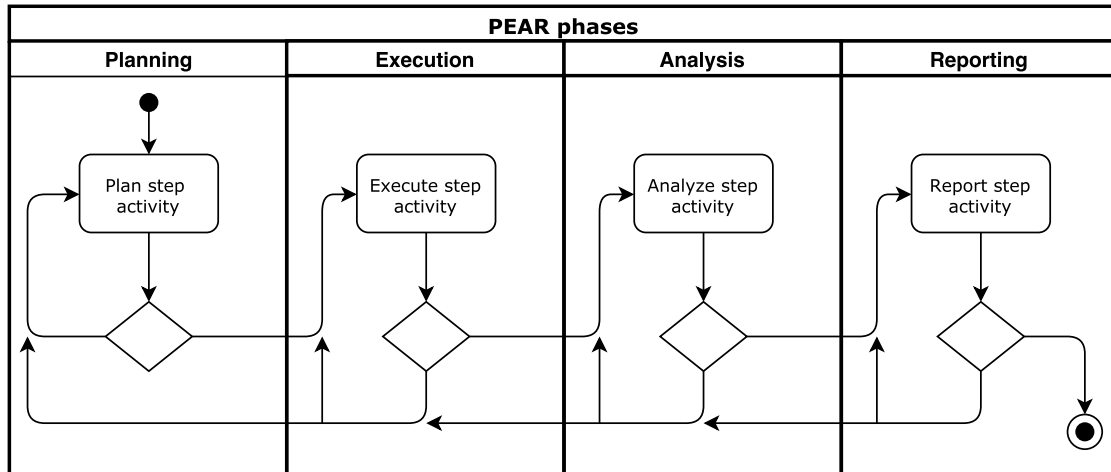 PEAR phases
Planning
Execution
Analysis
Reporting
Plan step
activity
Execute step
activity
Analyze step
activity
Report step
activity